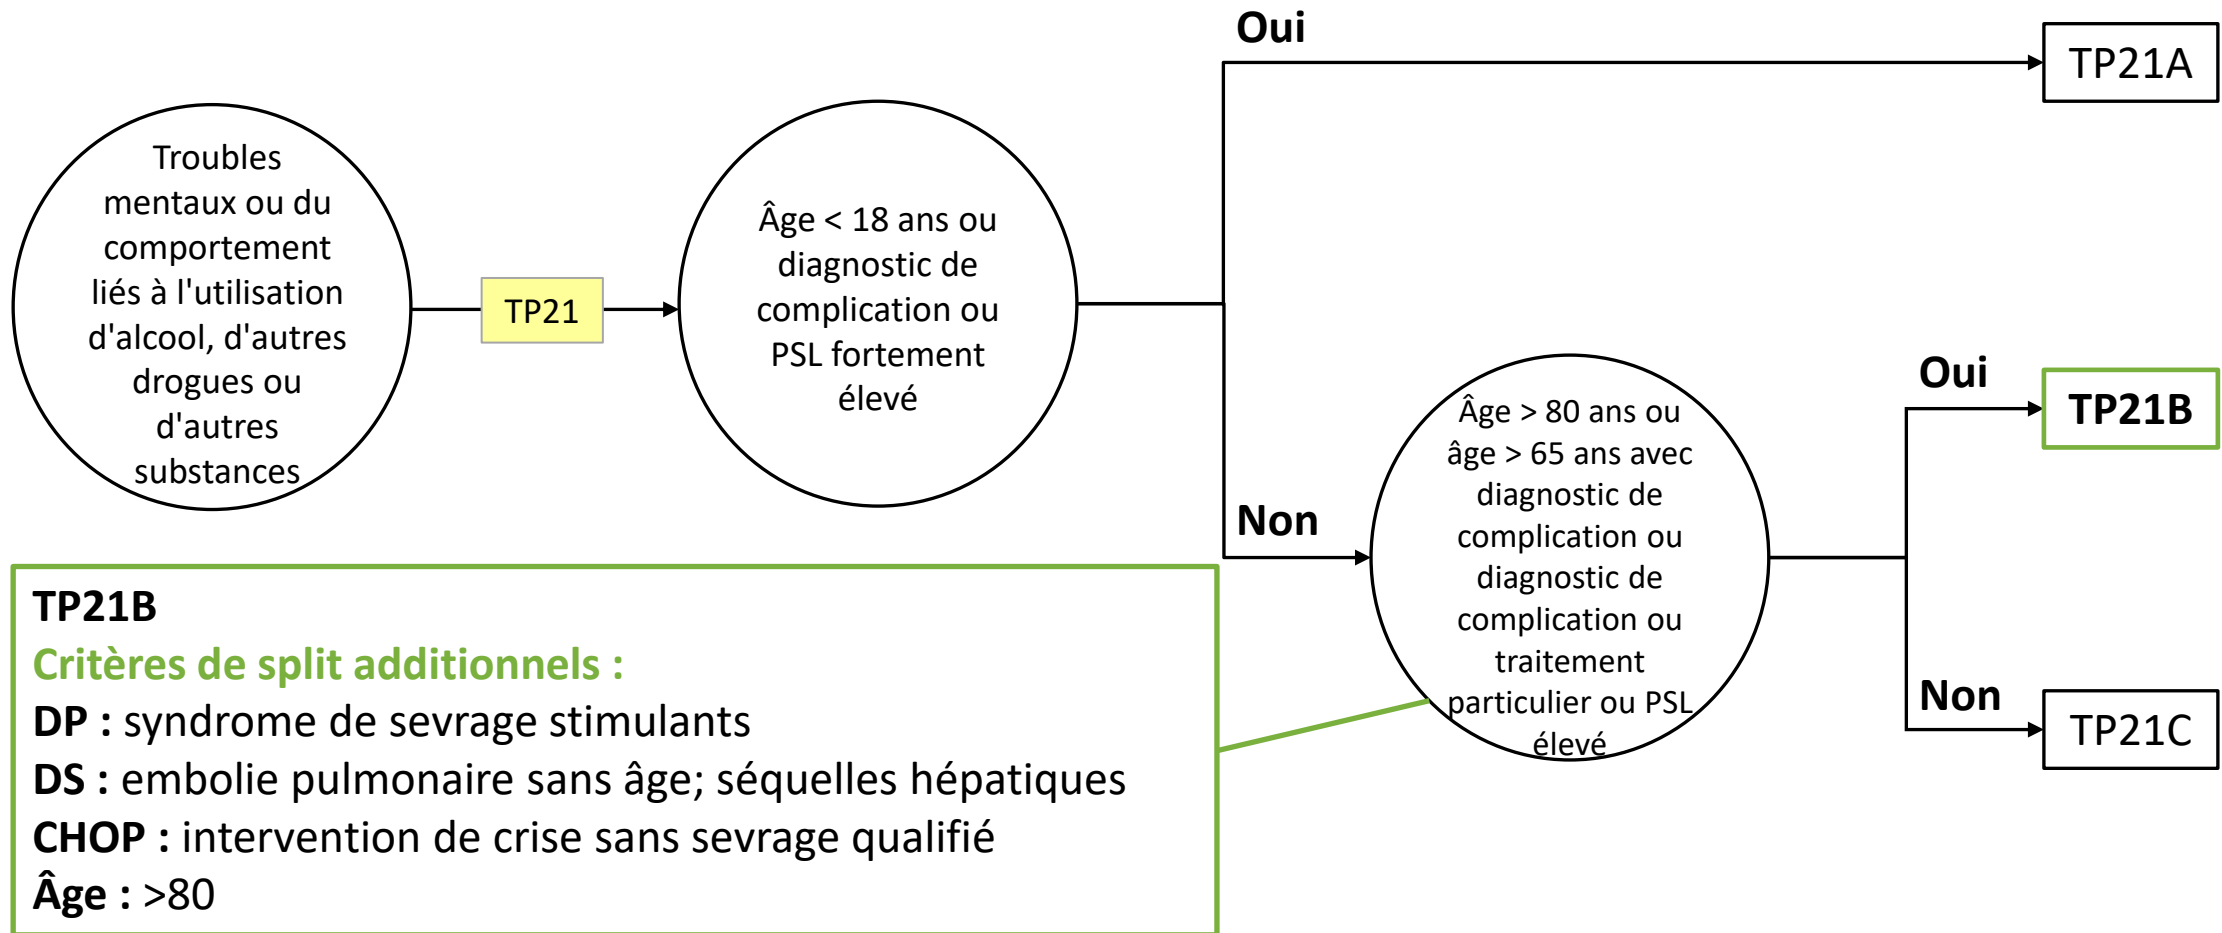 Troubles
mentaux ou du
comportement
liés à l'utilisation
d'alcool, d'autres
drogues ou
d'autres
substances
TP21
Âge < 18 ans ou
diagnostic de
complication ou
PSL fortement
élevé
Oui
TP21A
Non
Âge > 80 ans ou
âge > 65 ans avec
diagnostic de
complication ou
diagnostic de
complication ou
traitement
particulier ou PSL
élevé
Oui
TP21B
Non
TP21C
TP21B
Critères de split additionnels :
DP : syndrome de sevrage stimulants
DS : embolie pulmonaire sans âge; séquelles hépatiques
CHOP : intervention de crise sans sevrage qualifié
Âge : >80